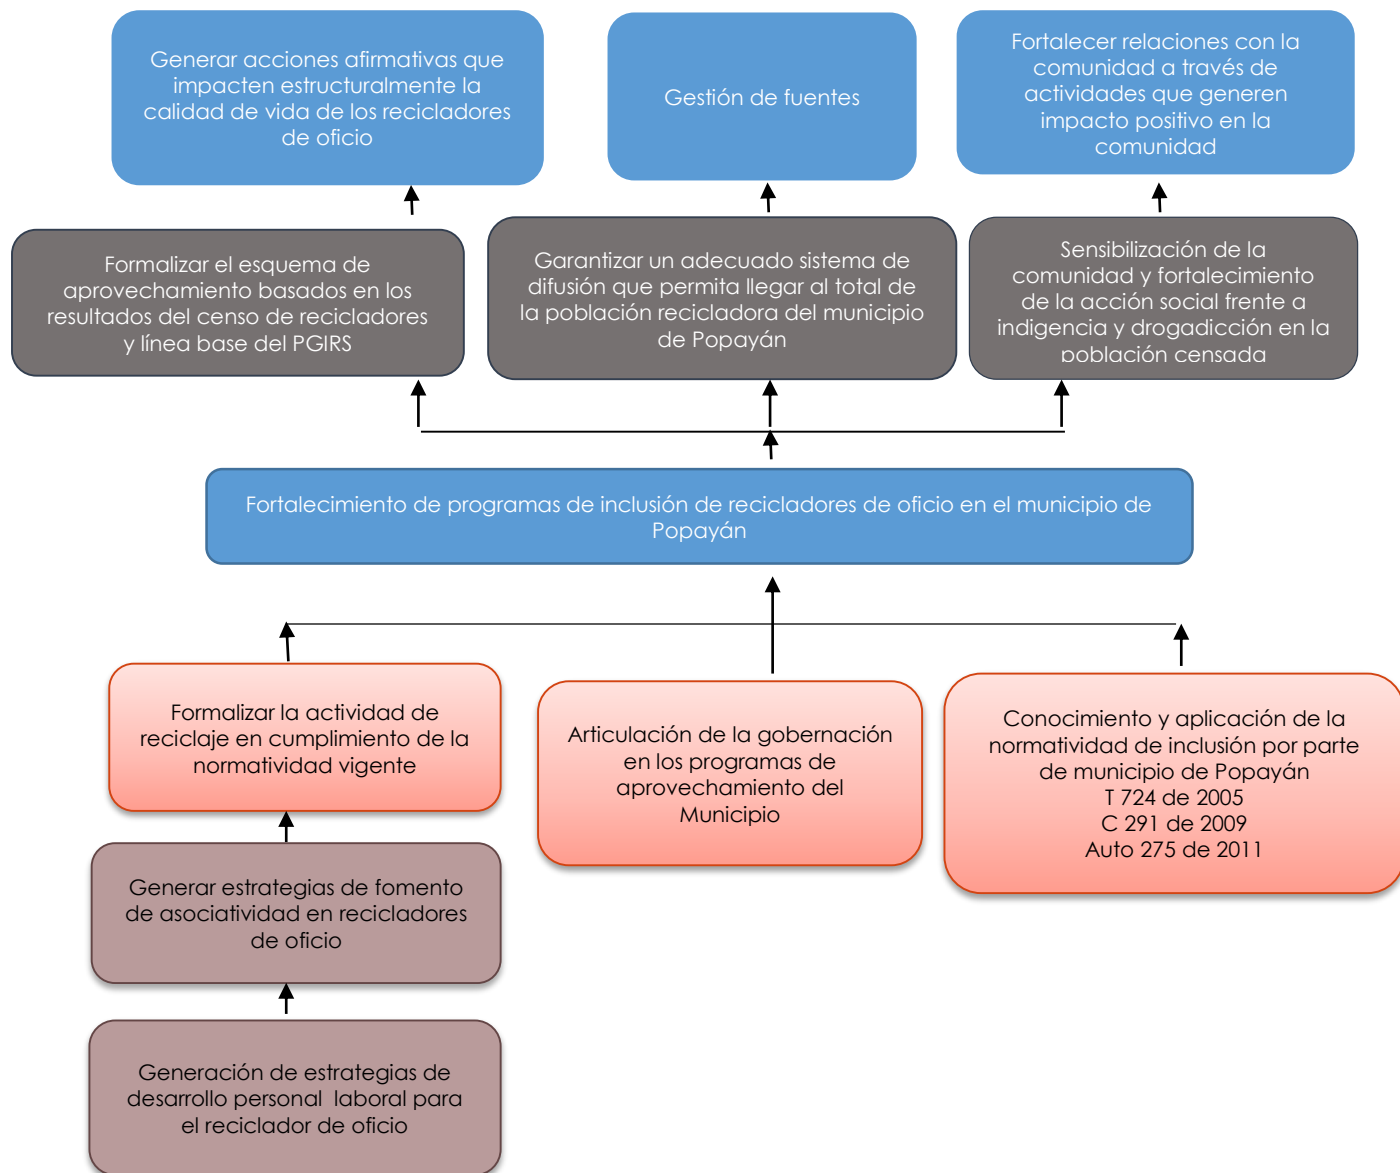 Generar acciones afirmativas que
impacten estructuralmente la
calidad de vida de los recicladores
de oficio
Gestión de fuentes
Fortalecer relaciones con la
comunidad a través de
actividades que generen
impacto positivo en la
comunidad
Formalizar el esquema de
aprovechamiento basados en los
resultados del censo de recicladores
y línea base del PGIRS
Garantizar un adecuado sistema de
difusión que permita llegar al total de
la población recicladora del municipio
de Popayán
Sensibilización de la
comunidad y fortalecimiento
de la acción social frente a
indigencia y drogadicción en la
población censada
Fortalecimiento de programas de inclusión de recicladores de oficio en el municipio de
Popayán
Formalizar la actividad de
reciclaje en cumplimiento de la
normatividad vigente
Articulación de la gobernación
en los programas de
aprovechamiento del
Municipio
Conocimiento y aplicación de la
normatividad de inclusión por parte
de municipio de Popayán
T 724 de 2005
C 291 de 2009
Auto 275 de 2011
Generar estrategias de fomento
de asociatividad en recicladores
de oficio
Generación de estrategias de
desarrollo personal  laboral para
el reciclador de oficio